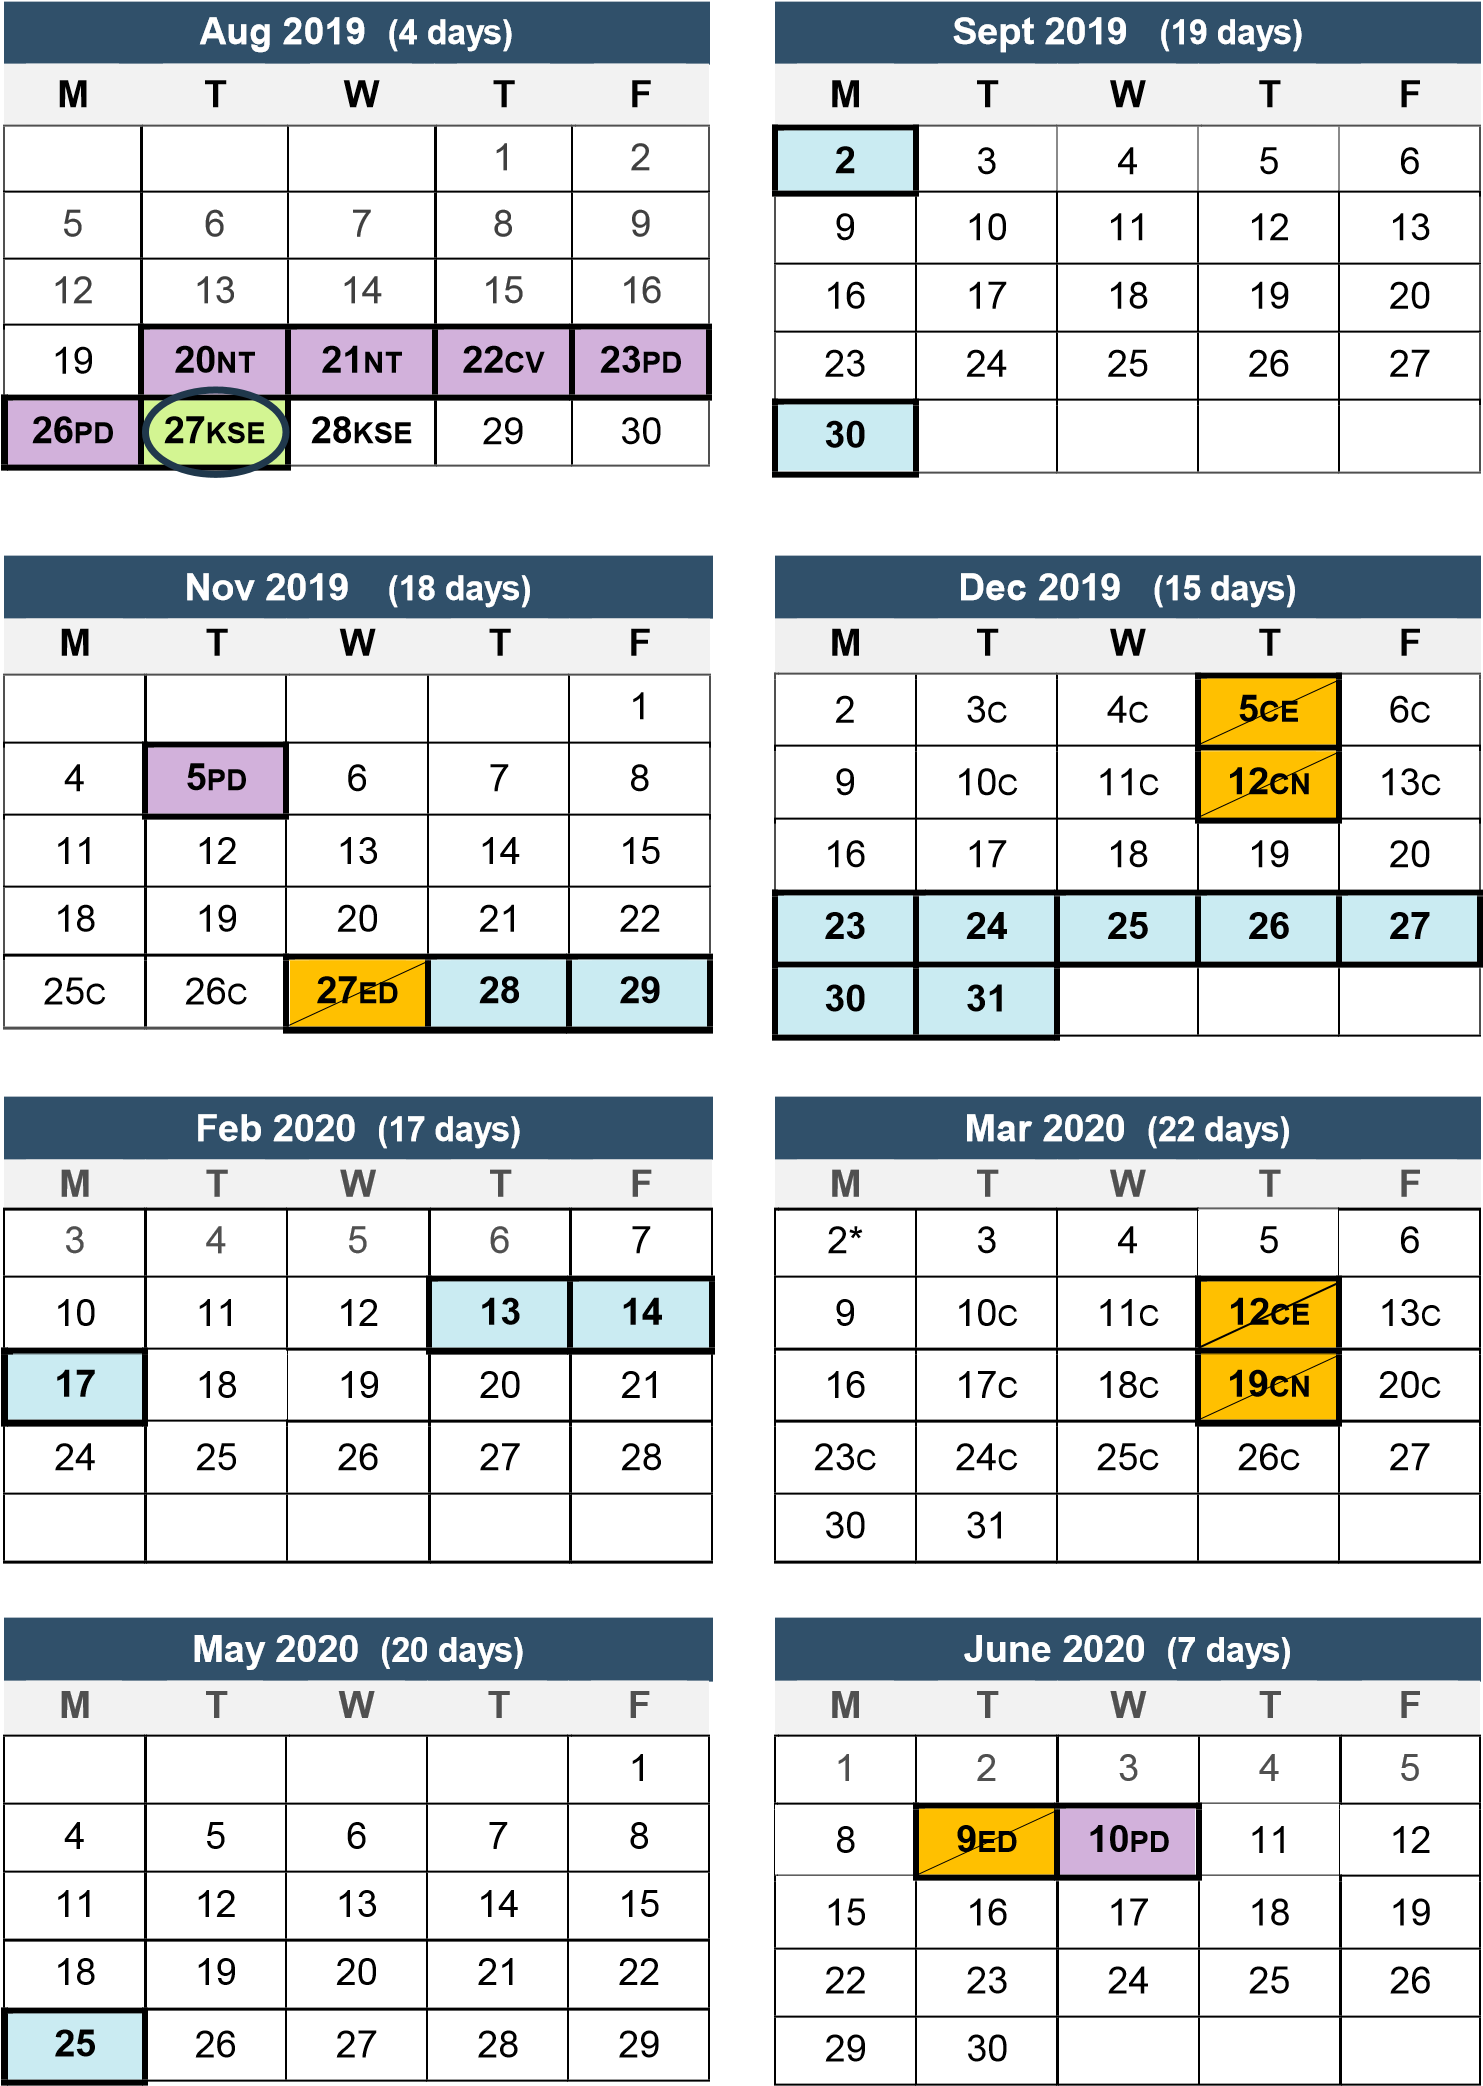 Aug 2019 (4 days)
M T W T F
1 2
5 6 7 8 9
12 13 14 15 16
19 20NT 21NT 22CV 23PD
26PD 27KSE 28KSE 29 30
Sept 2019 (19 days)
M T W T F
2 3 4 5 6
9 10 11 12 13
16 17 18 19 20
23 24 25 26 27
30
Nov 2019 (18 days)
M T W T F
1
4 5PD 6 7 8
11 12 13 14 15
18 19 20 21 22
25C 26C 27ED 28 29
Dec 2019 (15 days)
M T W T F
2 3C 4C 5CE 6C
9 10C 11C 12CN 13C
16 17 18 19 20
23 24 25 26 27
30 31
Feb 2020 (17 days)
M T W T F
3 4 5 6 7
10 11 12 13 14
17 18 19 20 21
24 25 26 27 28
Mar 2020 (22 days)
M T W T F
2* 3 4 5 6
9 10C 11C 12CE 13C
16 17C 18C 19CN 20C
23C 24C 25C 26C 27
30 31
May 2020 (20 days)
M T W T F
1
4 5 6 7 8
11 12 13 14 15
18 19 20 21 22
25 26 27 28 29
June 2020 (7 days)
M T W T F
1 2 3 4 5
8 9ED 10PD 11 12
15 16 17 18 19
22 23 24 25 26
29 30